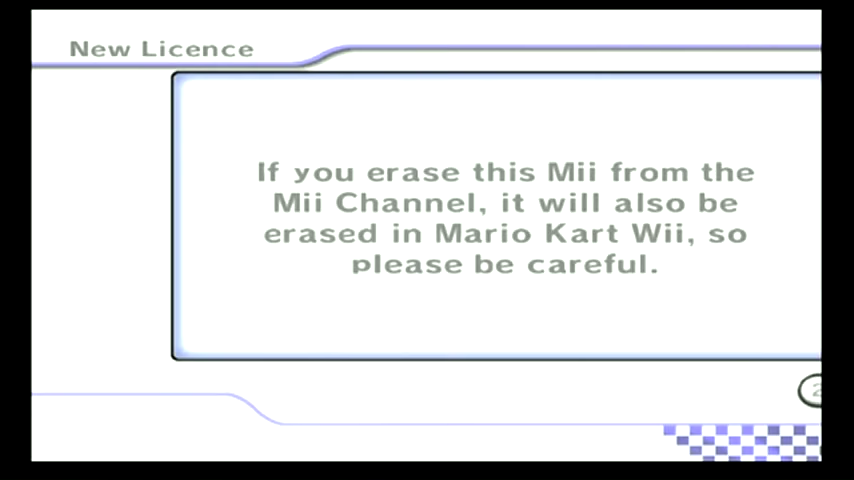 New Licence
If you erase this Mii from the
Mii Channel, it will also be
erased in Mario Kart Wii, so
please be careful.
2